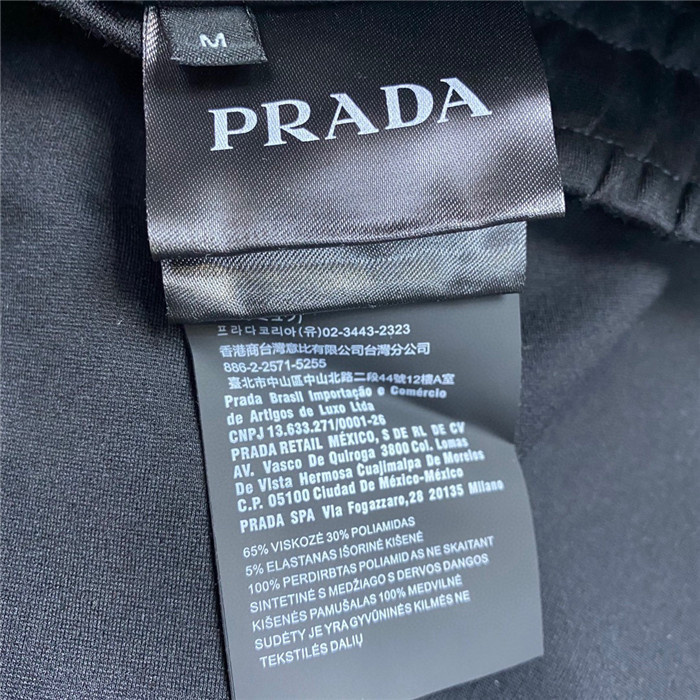 M
PRADA
프라다코리아(유)02-3443-2323
香港商台灣意比有限公司台灣分公司
886-2-2571-5255
臺北市中山區中山北路二段44號12樓A室
Prada Brasil Importação e Comércio
de Artigos de Luxo Ltda
CNPJ 13.633.271/0001-26
PRADA RETAIL MÉXICO, S DE RL DE CV
AV. Vasco De Quiroga 3800 Col. Lomas
De Vista Hermosa Cuajimalpa De Morelos
C.P. 05100 Ciudad De México-México
PRADA SPA Via Fogazzaro,28 20135 Milano
65% VISKOZĖ 30% POLIAMIDAS
5% ELASTANAS IŠORINĖ KIŠENĖ
100% PERDIRBTAS POLIAMID AS NE SKAITANT
SINTETINĖ S MEDŽIAGO S DERVOS DANGOS
KIŠENĖS PAMUŠALAS 100% MEDVILNĖ
SUDĖTY JE YRA GYVŪNINĖS KILMĖS NE
TEKSTILĖS DALIŲ